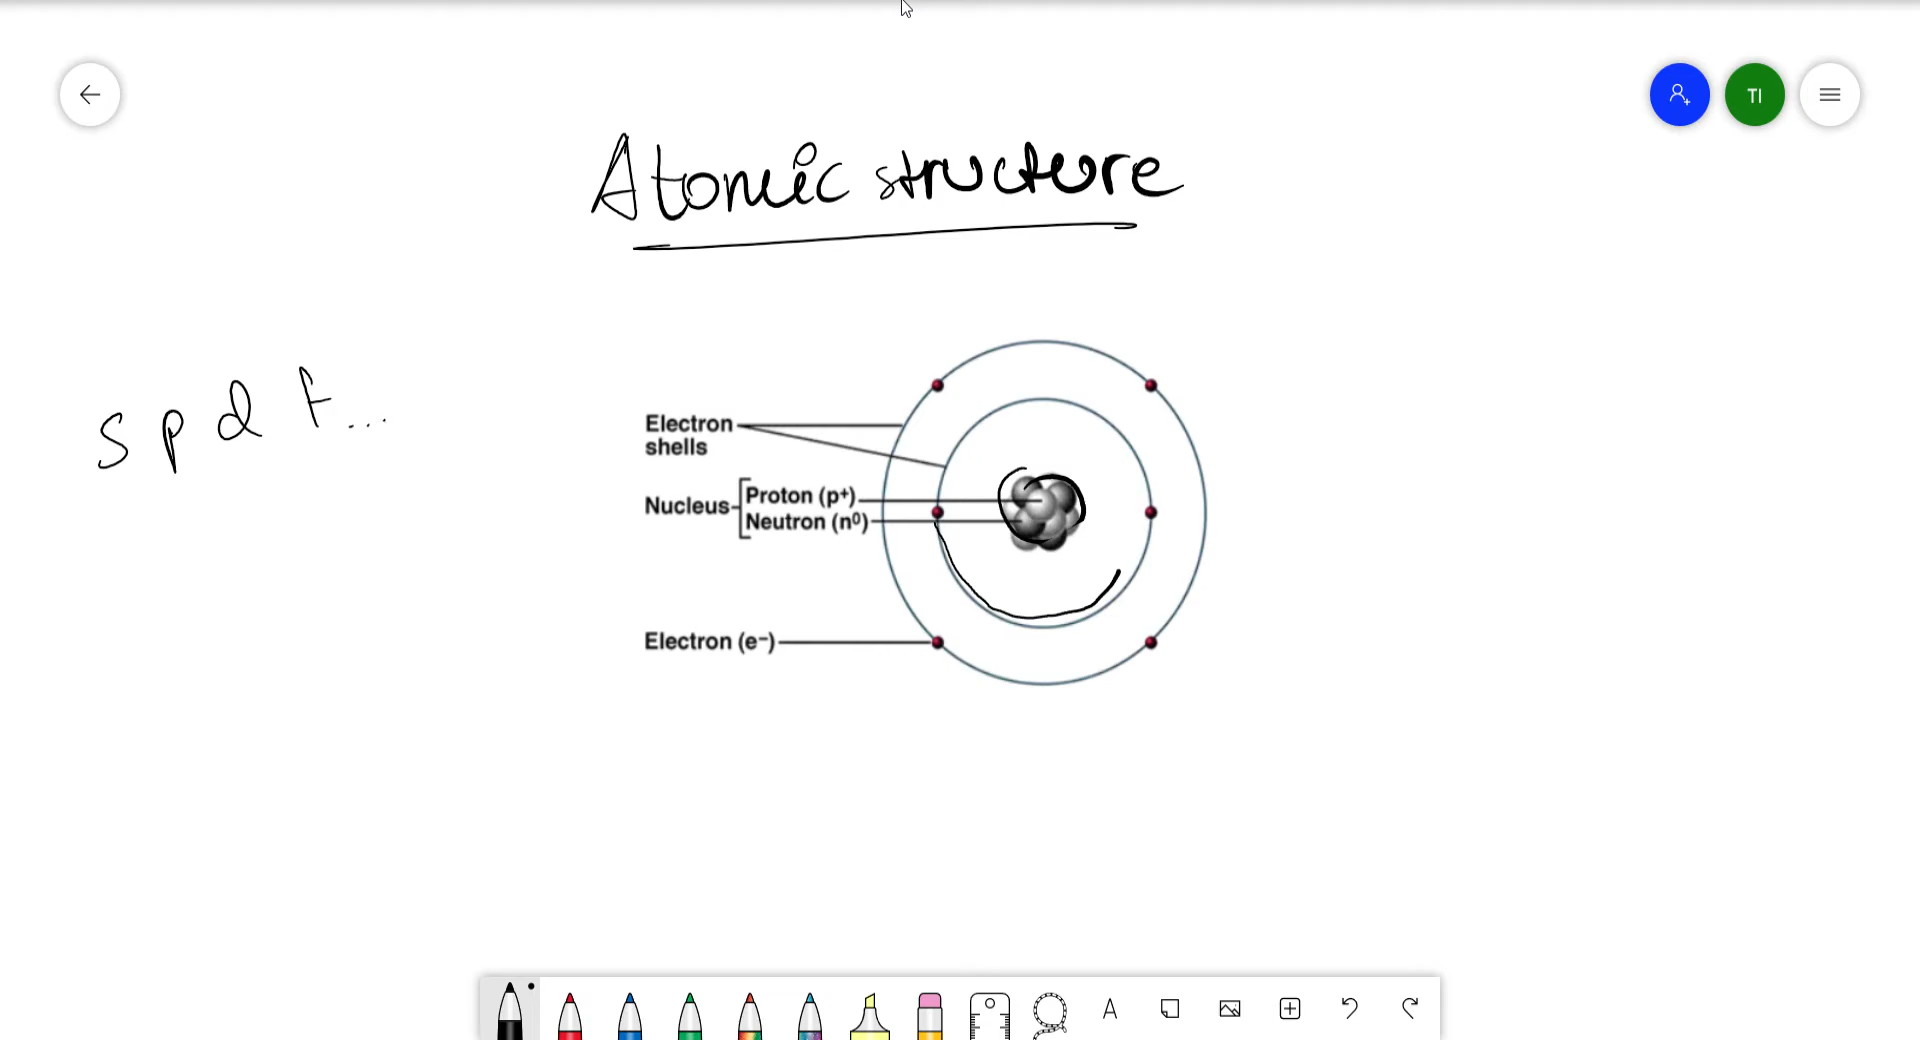 TI
Atomic structure
s p d f...
Electron
shells
Nucleus
Proton (p+)
Neutron (n0)
Electron (e–)
A